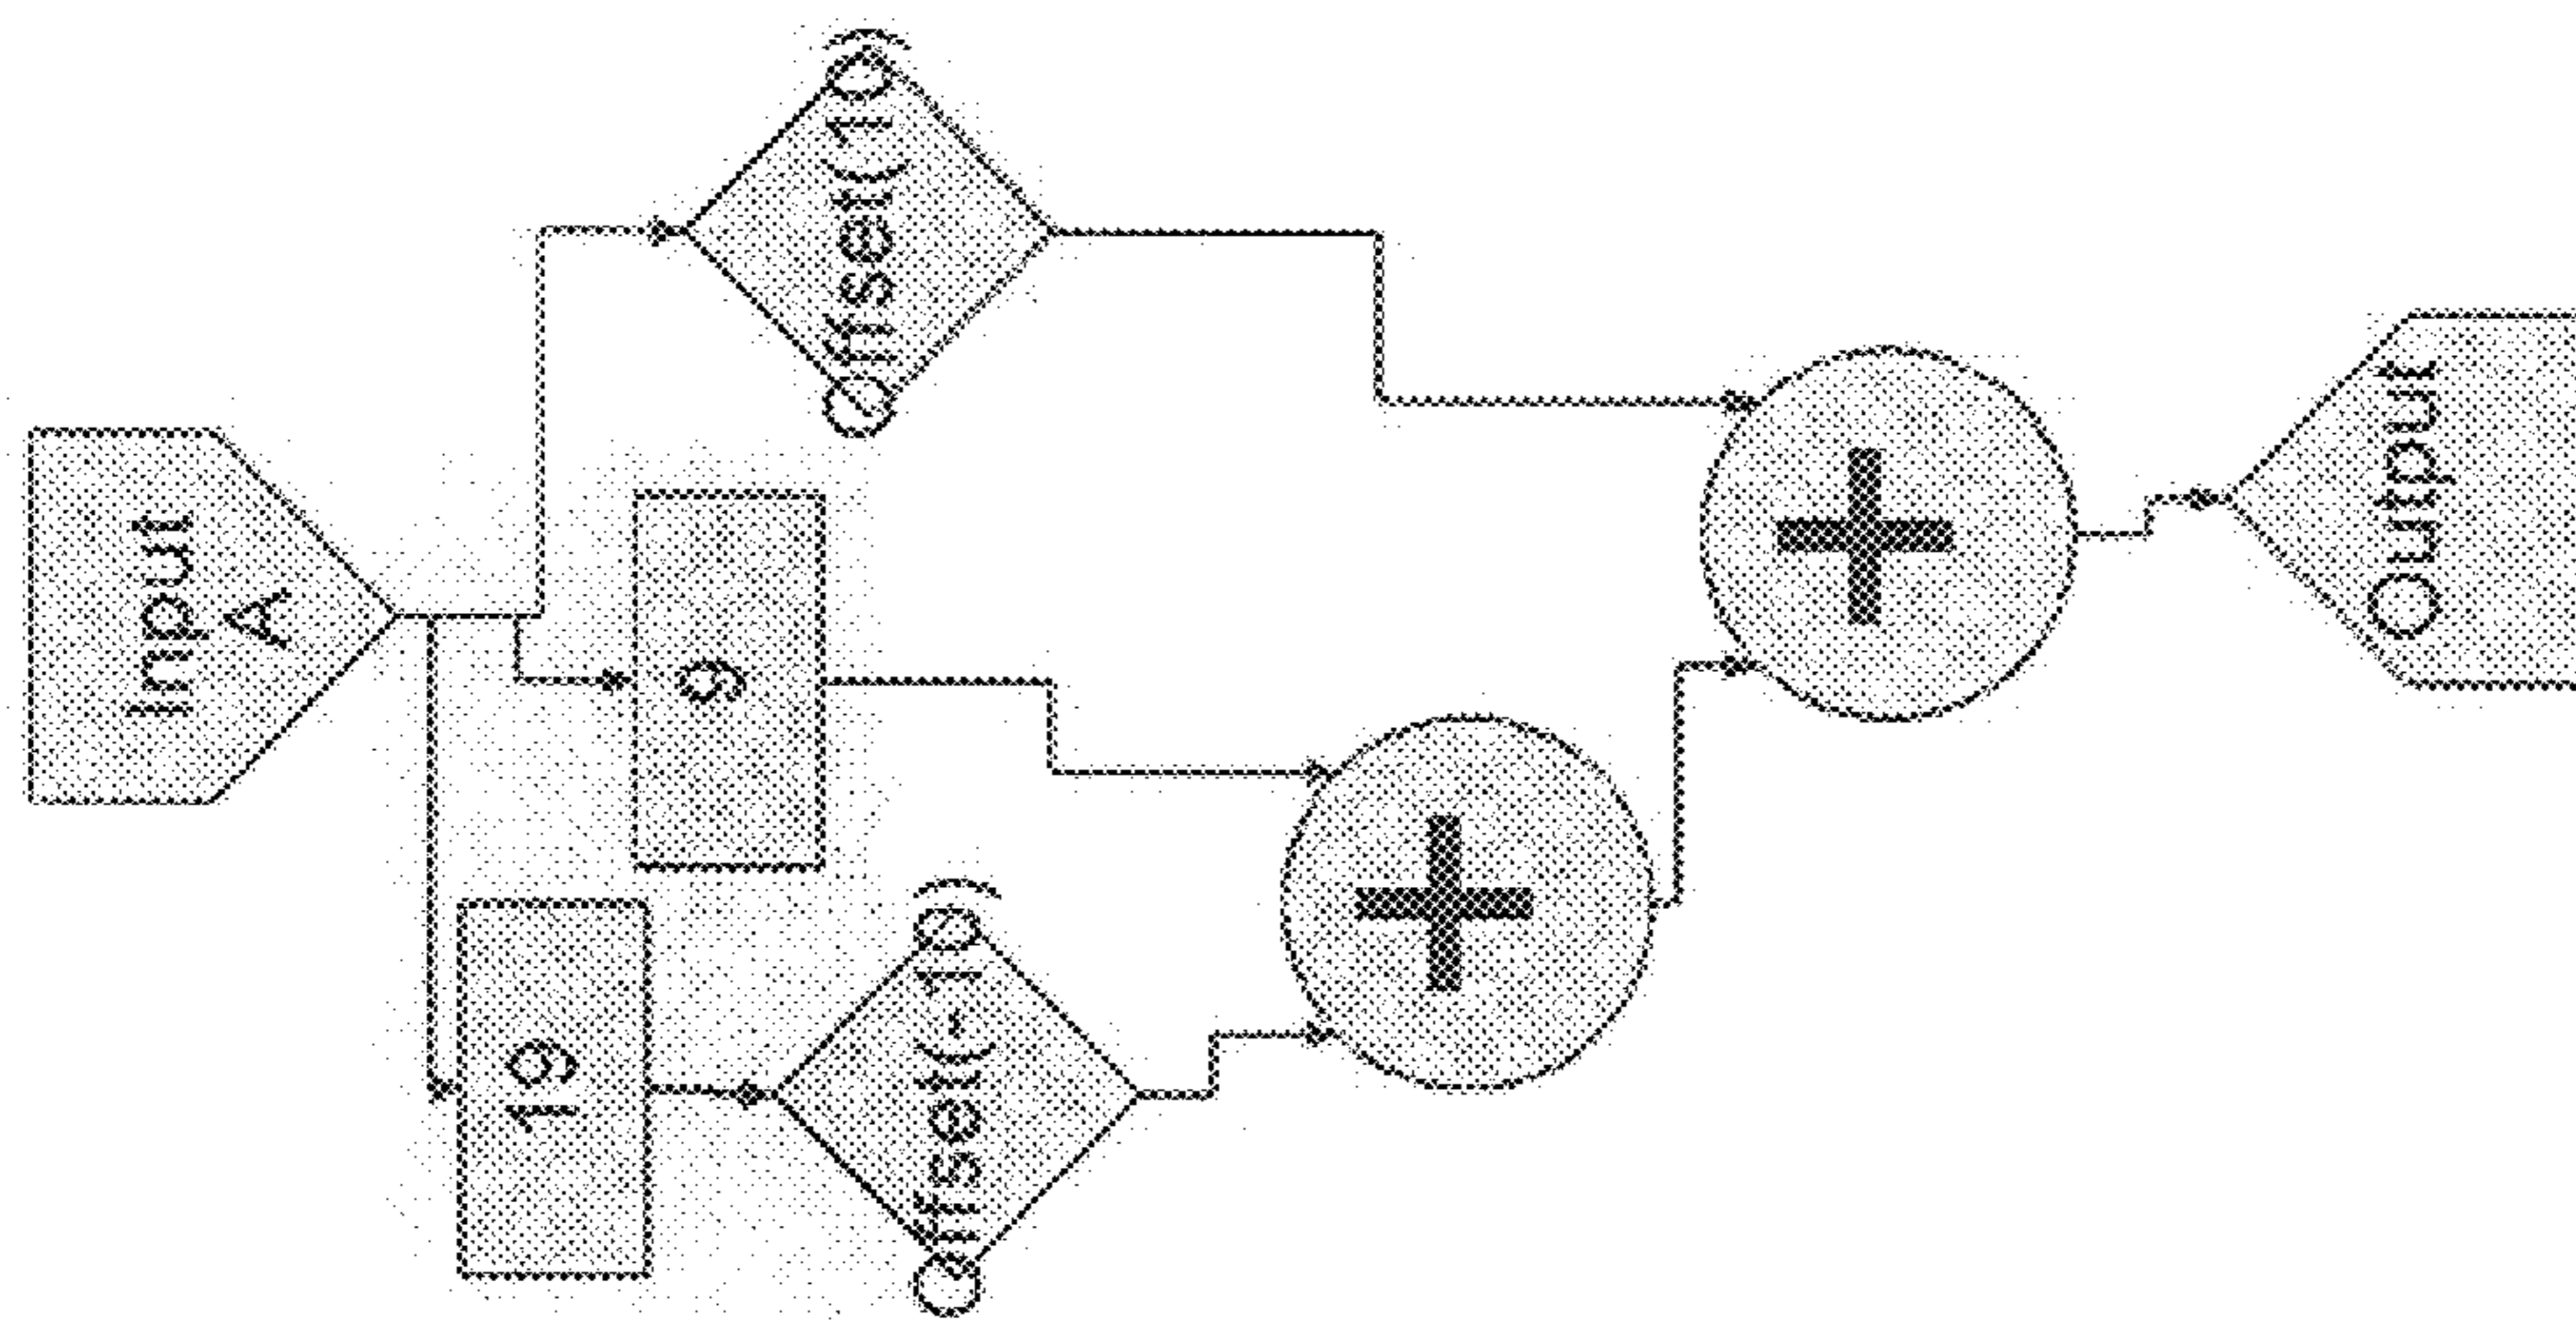 Input
A
19
9
Offset(-10)
Offset(10)
+
+
Output